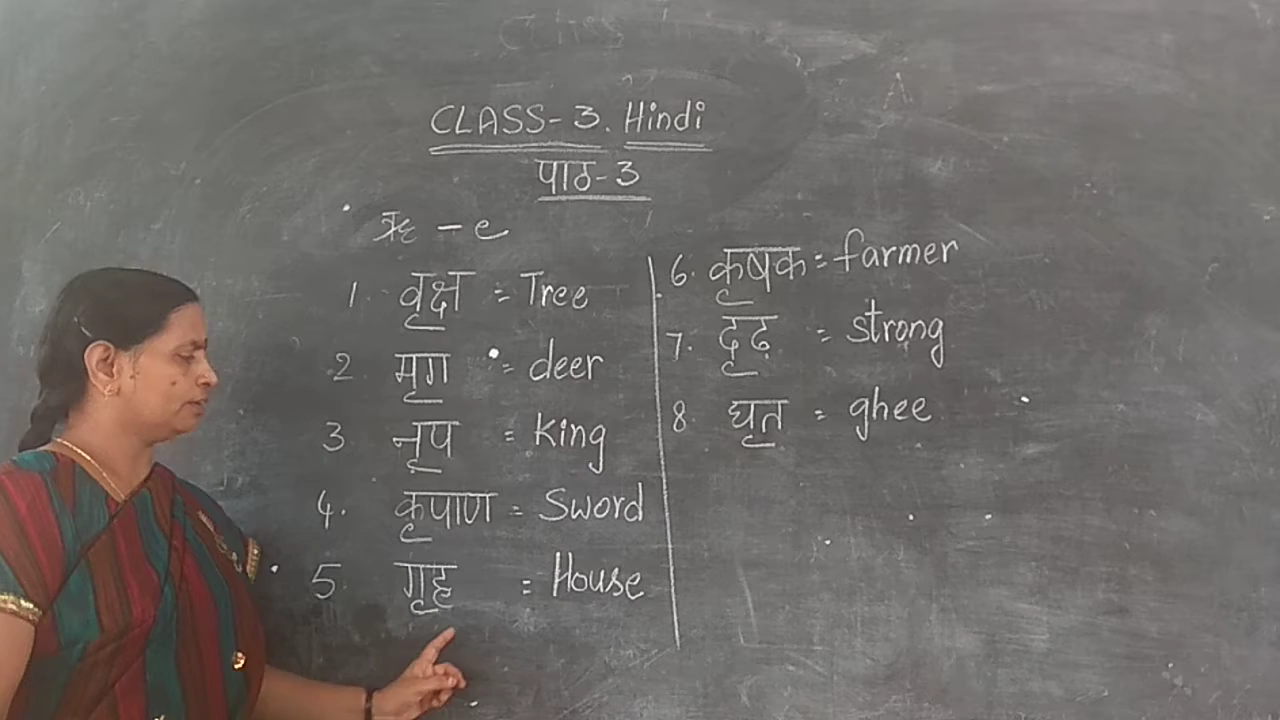 CLASS-3. Hindi
पाठ-3
ऋ - ृ
1. वृक्ष = Tree
2 मृग = deer
3 नृप = King
4. कृपाण = Sword
5. गृह = House
6. कृषक = farmer
7. दृढ़ = strong
8. घृत = ghee